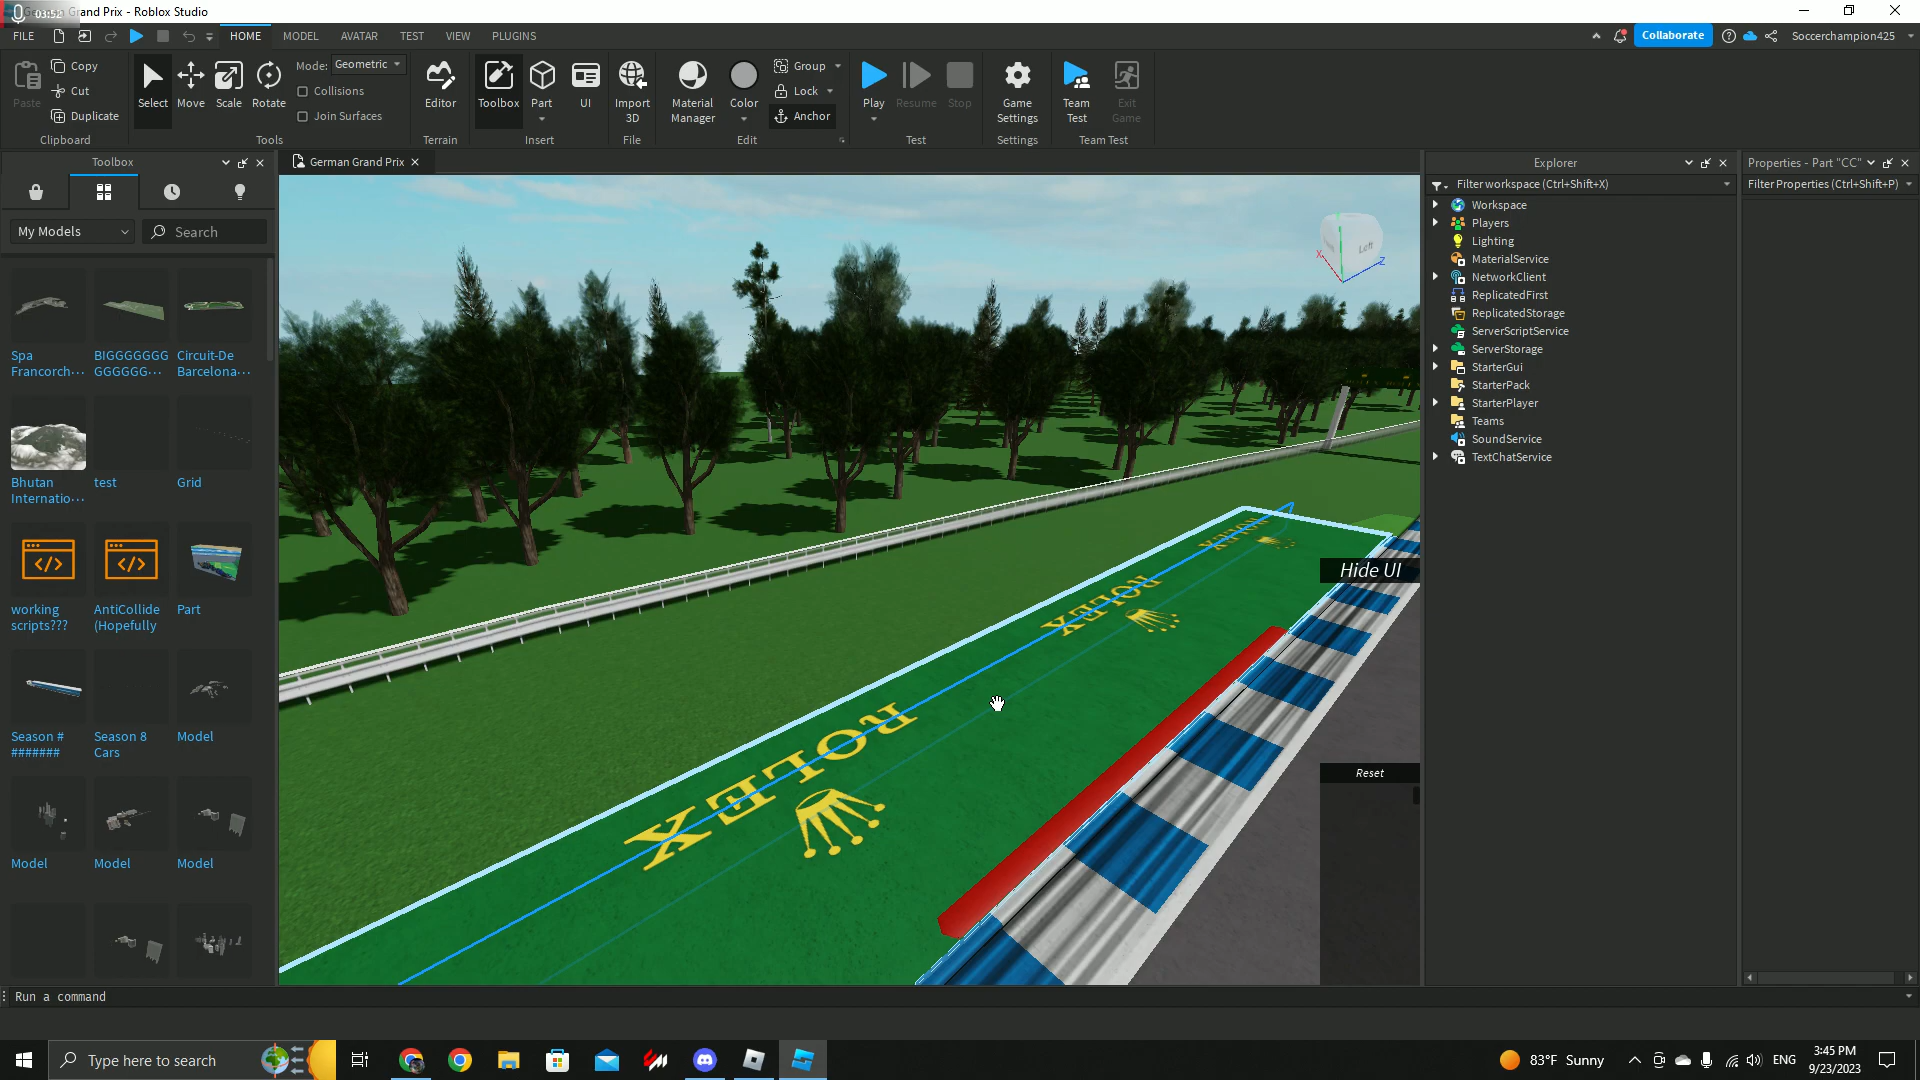 03:52
Grand Prix - Roblox Studio
FILE
HOME
MODEL
AVATAR
TEST
VIEW
PLUGINS
Collaborate
Soccerchampion425
Paste
Copy
Cut
Duplicate
Clipboard
Select
Move
Scale
Rotate
Mode:
Geometric
Collisions
Join Surfaces
Tools
Editor
Terrain
Toolbox
Part
UI
Insert
Import
3D
File
Material
Manager
Color
Group
Lock
Anchor
Edit
Play
Resume
Stop
Test
Game
Settings
Settings
Team
Test
Exit
Game
Team Test
Toolbox
German Grand Prix
Explorer
Properties - Part "CC"
My Models
Search
Filter workspace (Ctrl+Shift+X)
Filter Properties (Ctrl+Shift+P)
Spa
Francorch...
BIGGGGGGG
GGGGGG...
Circuit-De
Barcelona...
Bhutan
Internatio...
test
Grid
working
scripts???
AntiCollide
(Hopefully
Part
Season #
#######
Season 8
Cars
Model
Model
Model
Model
Workspace
Players
Lighting
MaterialService
NetworkClient
ReplicatedFirst
ReplicatedStorage
ServerScriptService
ServerStorage
StarterGui
StarterPack
StarterPlayer
Teams
SoundService
TextChatService
Left
X
Z
ROLEX
ROLEX
ROLEX
Hide UI
Reset
Run a command
Type here to search
83°F Sunny
ENG
3:45 PM
9/23/2023